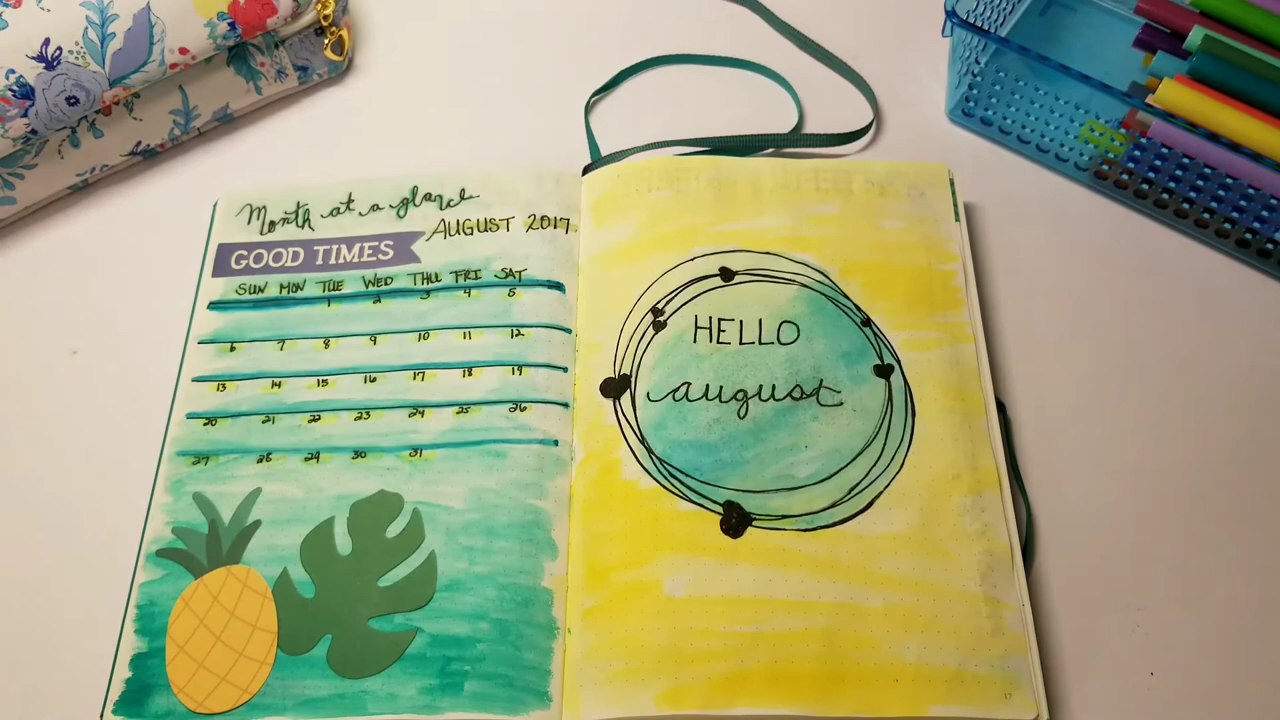 Month at a glance
AUGUST 2017
GOOD TIMES
SUN MON TUE WED THU FRI SAT
1 2 3 4 5
6 7 8 9 10 11 12
13 14 15 16 17 18 19
20 21 22 23 24 25 26
27 28 29 30 31
HELLO
august
17